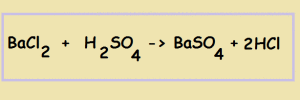 BaCl₂ + H₂SO₄ -> BaSO₄ + 2HCl